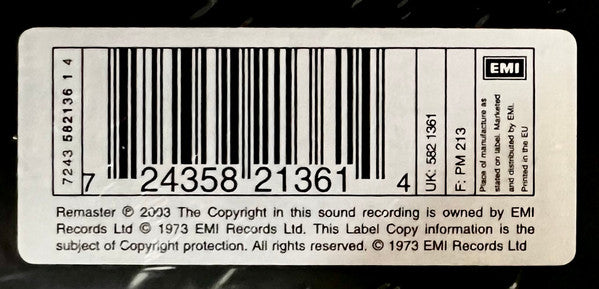 7243 582136 1 4
7 24358 21361 4
UK: 582 1361
F: PM 213
EMI
Place of manufacture as
stated on label. Marketed
and distributed by EMI.
Printed in the EU
Remaster ℗ 2003 The Copyright in this sound recording is owned by EMI
Records Ltd © 1973 EMI Records Ltd. This Label Copy information is the
subject of Copyright protection. All rights reserved. © 1973 EMI Records Ltd